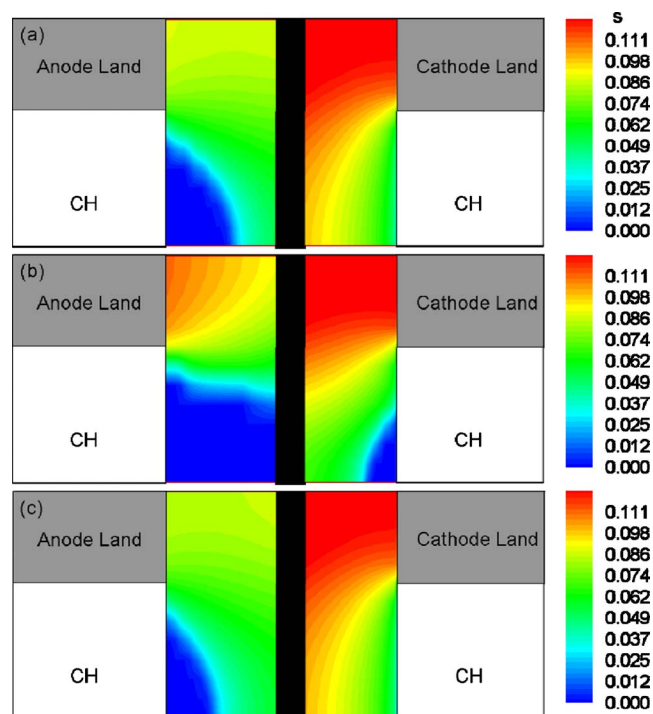 (a)
Anode Land
Cathode Land
CH
CH
s
0.111
0.098
0.086
0.074
0.062
0.049
0.037
0.025
0.012
0.000
(b)
Anode Land
Cathode Land
CH
CH
0.111
0.098
0.086
0.074
0.062
0.049
0.037
0.025
0.012
0.000
(c)
Anode Land
Cathode Land
CH
CH
0.111
0.098
0.086
0.074
0.062
0.049
0.037
0.025
0.012
0.000